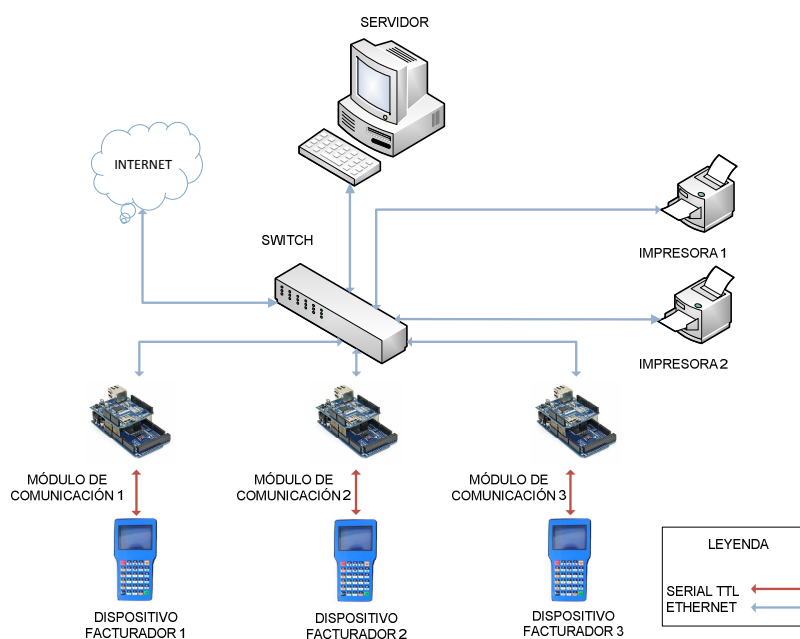 SERVIDOR
INTERNET
SWITCH
IMPRESORA 1
IMPRESORA 2
MÓDULO DE
COMUNICACIÓN 1
MÓDULO DE
COMUNICACIÓN 2
MÓDULO DE
COMUNICACIÓN 3
DISPOSITIVO
FACTURADOR 1
DISPOSITIVO
FACTURADOR 2
DISPOSITIVO
FACTURADOR 3
LEYENDA
SERIAL TTL
ETHERNET